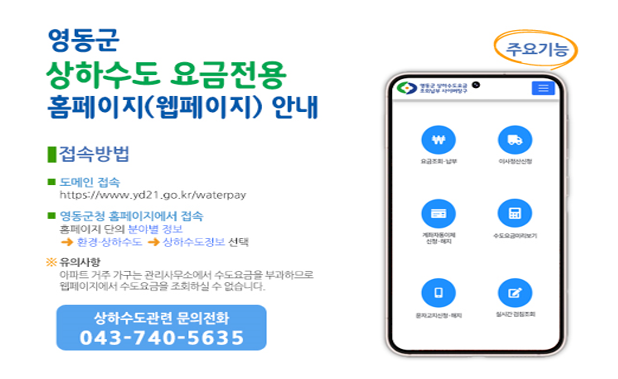 영동군
상하수도 요금전용
홈페이지(웹페이지) 안내
접속방법
도메인 접속
https://www.yd21.go.kr/waterpay
영동군청 홈페이지에서 접속
홈페이지 단의 분야별 정보
→ 환경·상하수도 → 상하수도정보 선택
※ 유의사항
아파트 거주 가구는 관리사무소에서 수도요금을 부과하므로
웹페이지에서 수도요금을 조회하실 수 없습니다.
상하수도관련 문의전화
043-740-5635
주요기능
영동군 상하수도요금
조회납부 사이버창구
요금조회·납부
이사정산신청
계좌자동이체
신청·해지
수도요금미리보기
문자고지신청·해지
실시간 검침조회